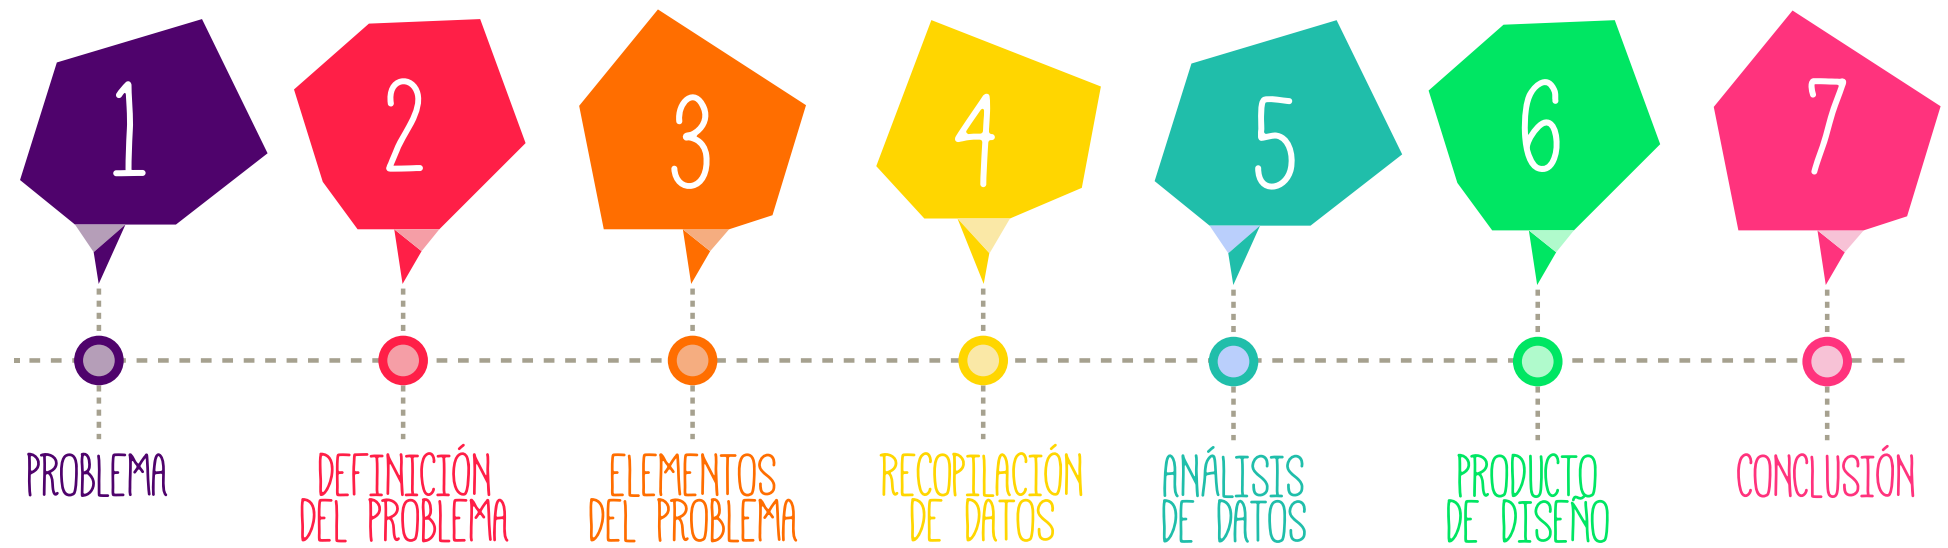 1
2
3
4
5
6
7
PROBLEMA
DEFINICIÓN
DEL PROBLEMA
ELEMENTOS
DEL PROBLEMA
RECOPILACIÓN
DE DATOS
ANÁLISIS
DE DATOS
PRODUCTO
DE DISEÑO
CONCLUSIÓN